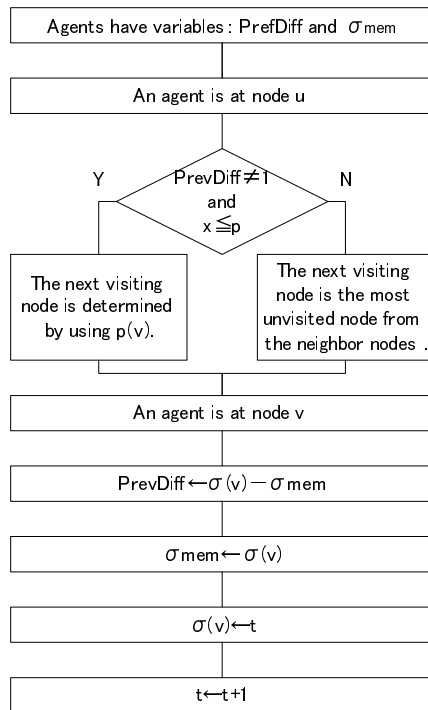 Agents have variables : PrefDiff and σmem
An agent is at node u
Y
PrevDiff≠1
and
x≦p
N
The next visiting
node is determined
by using p(v).
The next visiting
node is the most
unvisited node from
the neighbor nodes .
An agent is at node v
PrevDiff←σ(v)−σmem
σmem←σ(v)
σ(v)←t
t←t+1